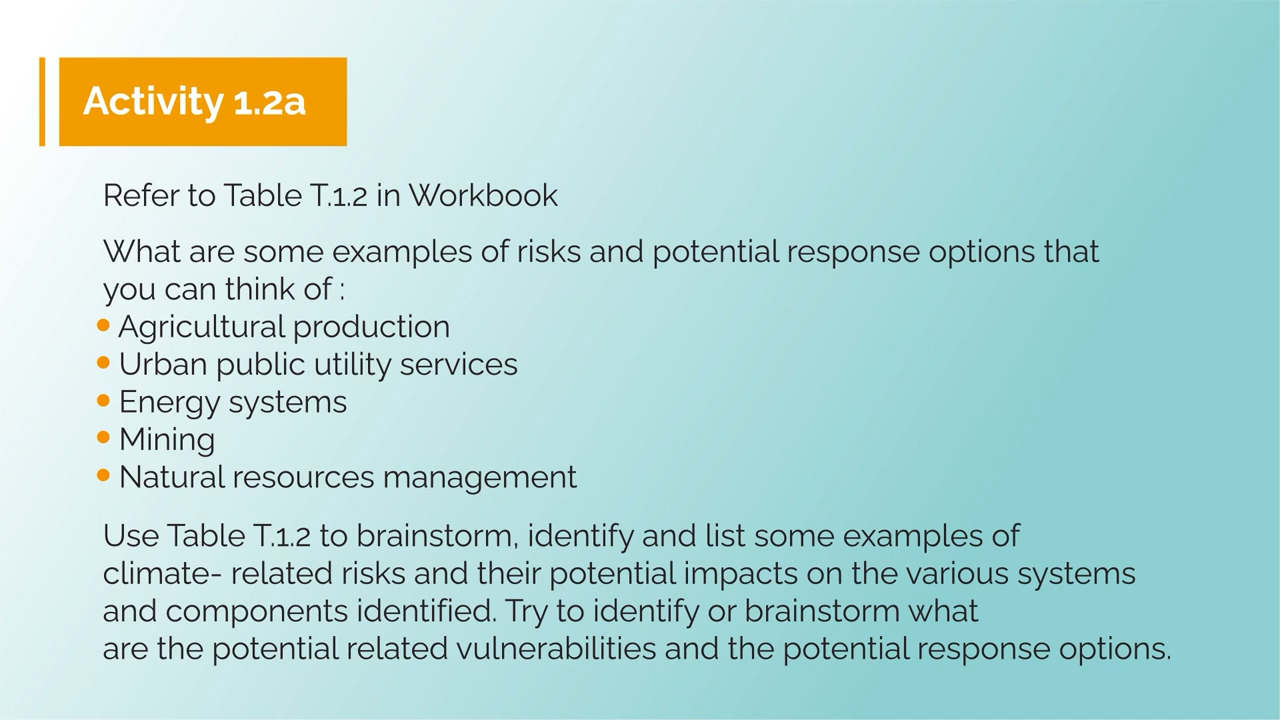 Activity 1.2a
Refer to Table T.1.2 in Workbook
What are some examples of risks and potential response options that
you can think of :
• Agricultural production
• Urban public utility services
• Energy systems
• Mining
• Natural resources management
Use Table T.1.2 to brainstorm, identify and list some examples of
climate- related risks and their potential impacts on the various systems
and components identified. Try to identify or brainstorm what
are the potential related vulnerabilities and the potential response options.